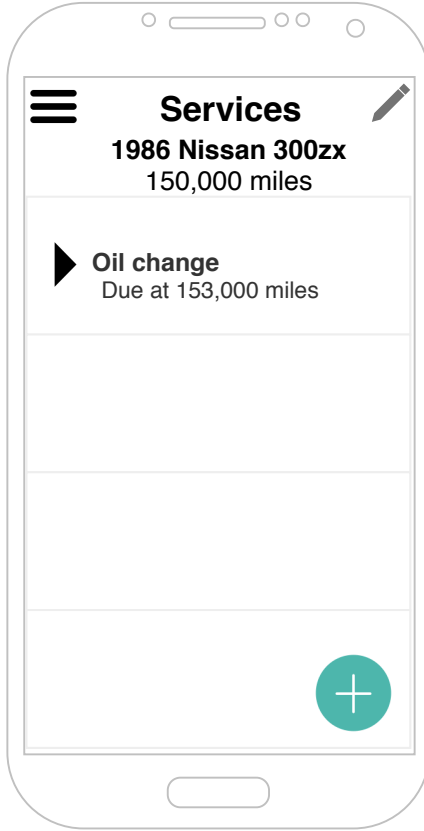 Services
1986 Nissan 300zx
150,000 miles
Oil change
Due at 153,000 miles